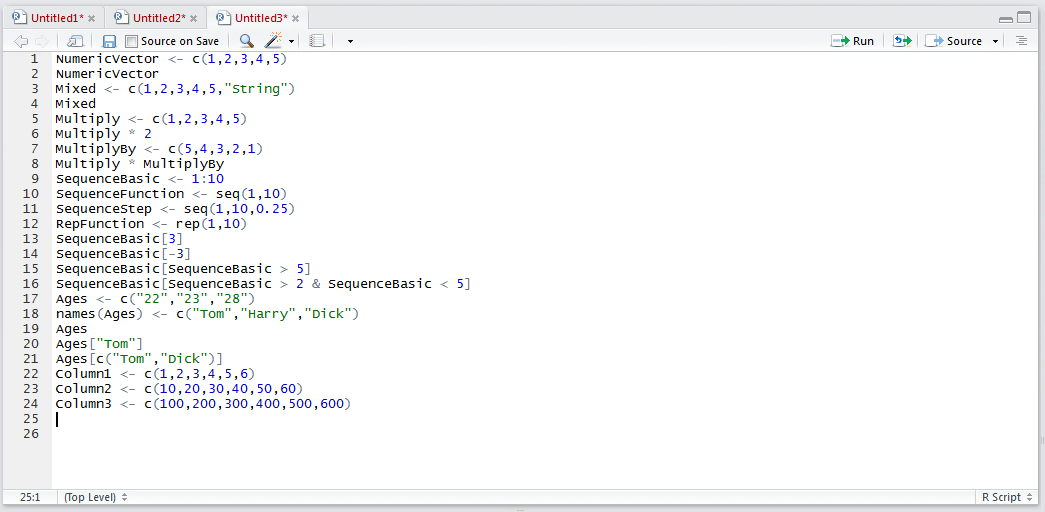 Untitled1* Untitled2* Untitled3*
Source on Save Run Source
1 NumericVector <- c(1,2,3,4,5)
2 NumericVector
3 Mixed <- c(1,2,3,4,5,"String")
4 Mixed
5 Multiply <- c(1,2,3,4,5)
6 Multiply * 2
7 MultiplyBy <- c(5,4,3,2,1)
8 Multiply * MultiplyBy
9 SequenceBasic <- 1:10
10 SequenceFunction <- seq(1,10)
11 SequenceStep <- seq(1,10,0.25)
12 RepFunction <- rep(1,10)
13 SequenceBasic[3]
14 SequenceBasic[-3]
15 SequenceBasic[SequenceBasic > 5]
16 SequenceBasic[SequenceBasic > 2 & SequenceBasic < 5]
17 Ages <- c("22","23","28")
18 names(Ages) <- c("Tom","Harry","Dick")
19 Ages
20 Ages["Tom"]
21 Ages[c("Tom","Dick")]
22 Column1 <- c(1,2,3,4,5,6)
23 Column2 <- c(10,20,30,40,50,60)
24 Column3 <- c(100,200,300,400,500,600)
25
26
25:1 (Top Level) R Script